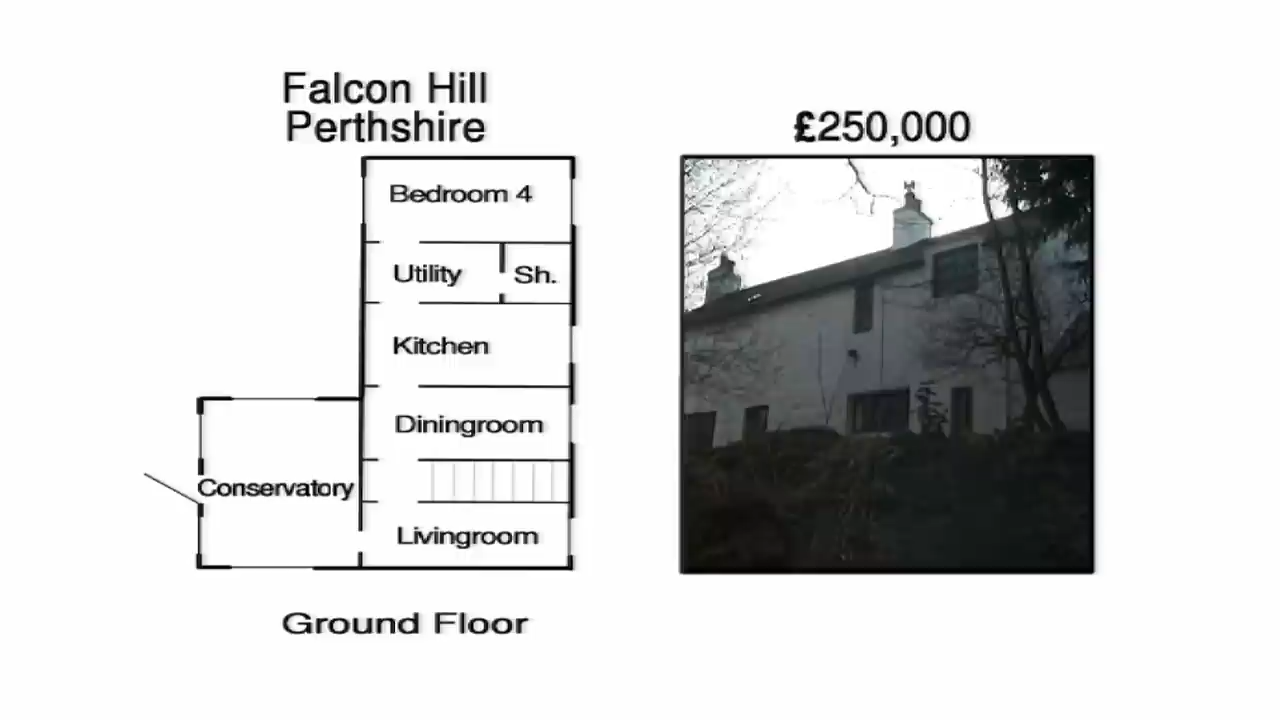 Falcon Hill
Perthshire
£250,000
Bedroom 4
Utility
Sh.
Kitchen
Diningroom
Conservatory
Livingroom
Ground Floor